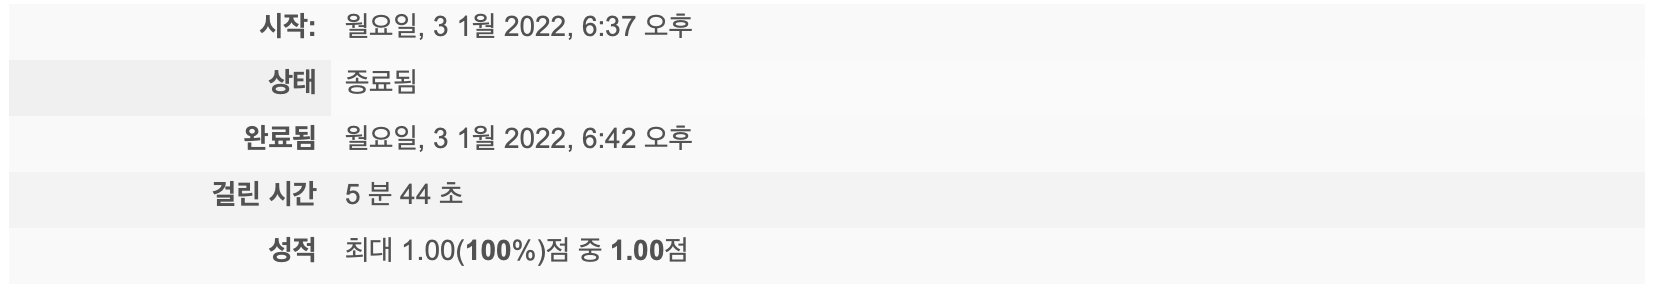 시작: 월요일, 3 1월 2022, 6:37 오후
상태 종료됨
완료됨 월요일, 3 1월 2022, 6:42 오후
걸린 시간 5 분 44 초
성적 최대 1.00(100%)점 중 1.00점